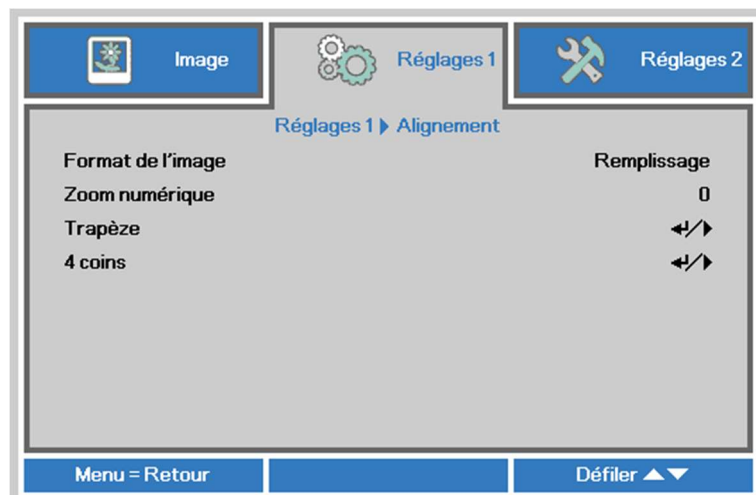 Image Réglages 1 Réglages 2
Réglages 1 ▶ Alignement
Format de l'image Remplissage
Zoom numérique 0
Trapèze ↵/▶
4 coins ↵/▶
Menu = Retour Défiler ▲▼